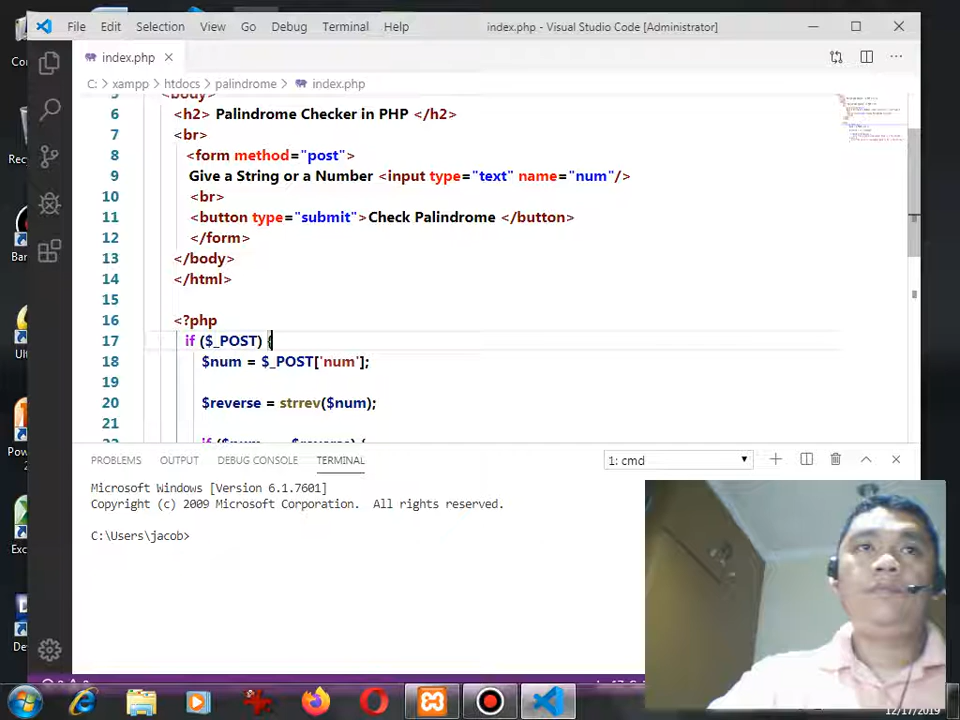 File Edit Selection View Go Debug Terminal Help index.php - Visual Studio Code [Administrator]
index.php
C: > xampp > htdocs > palindrome > index.php
<body>
6 <h2> Palindrome Checker in PHP </h2>
7 <br>
8 <form method="post">
9 Give a String or a Number <input type="text" name="num"/>
10 <br>
11 <button type="submit">Check Palindrome </button>
12 </form>
13 </body>
14 </html>
15
16 <?php
17 if ($_POST) {
18 $num = $_POST['num'];
19
20 $reverse = strrev($num);
21
PROBLEMS OUTPUT DEBUG CONSOLE TERMINAL 1: cmd
Microsoft Windows [Version 6.1.7601]
Copyright (c) 2009 Microsoft Corporation. All rights reserved.
C:\Users\jacob>
12/17/2019